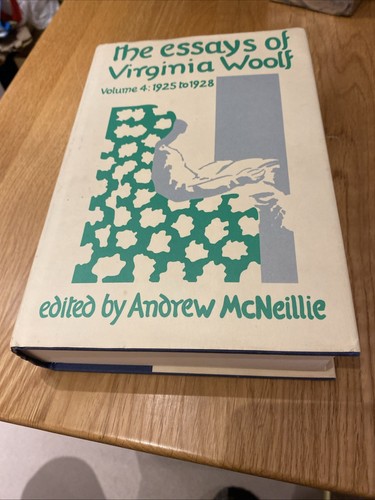 the essays of
Virginia Woolf
Volume 4: 1925 to 1928
edited by Andrew McNeillie